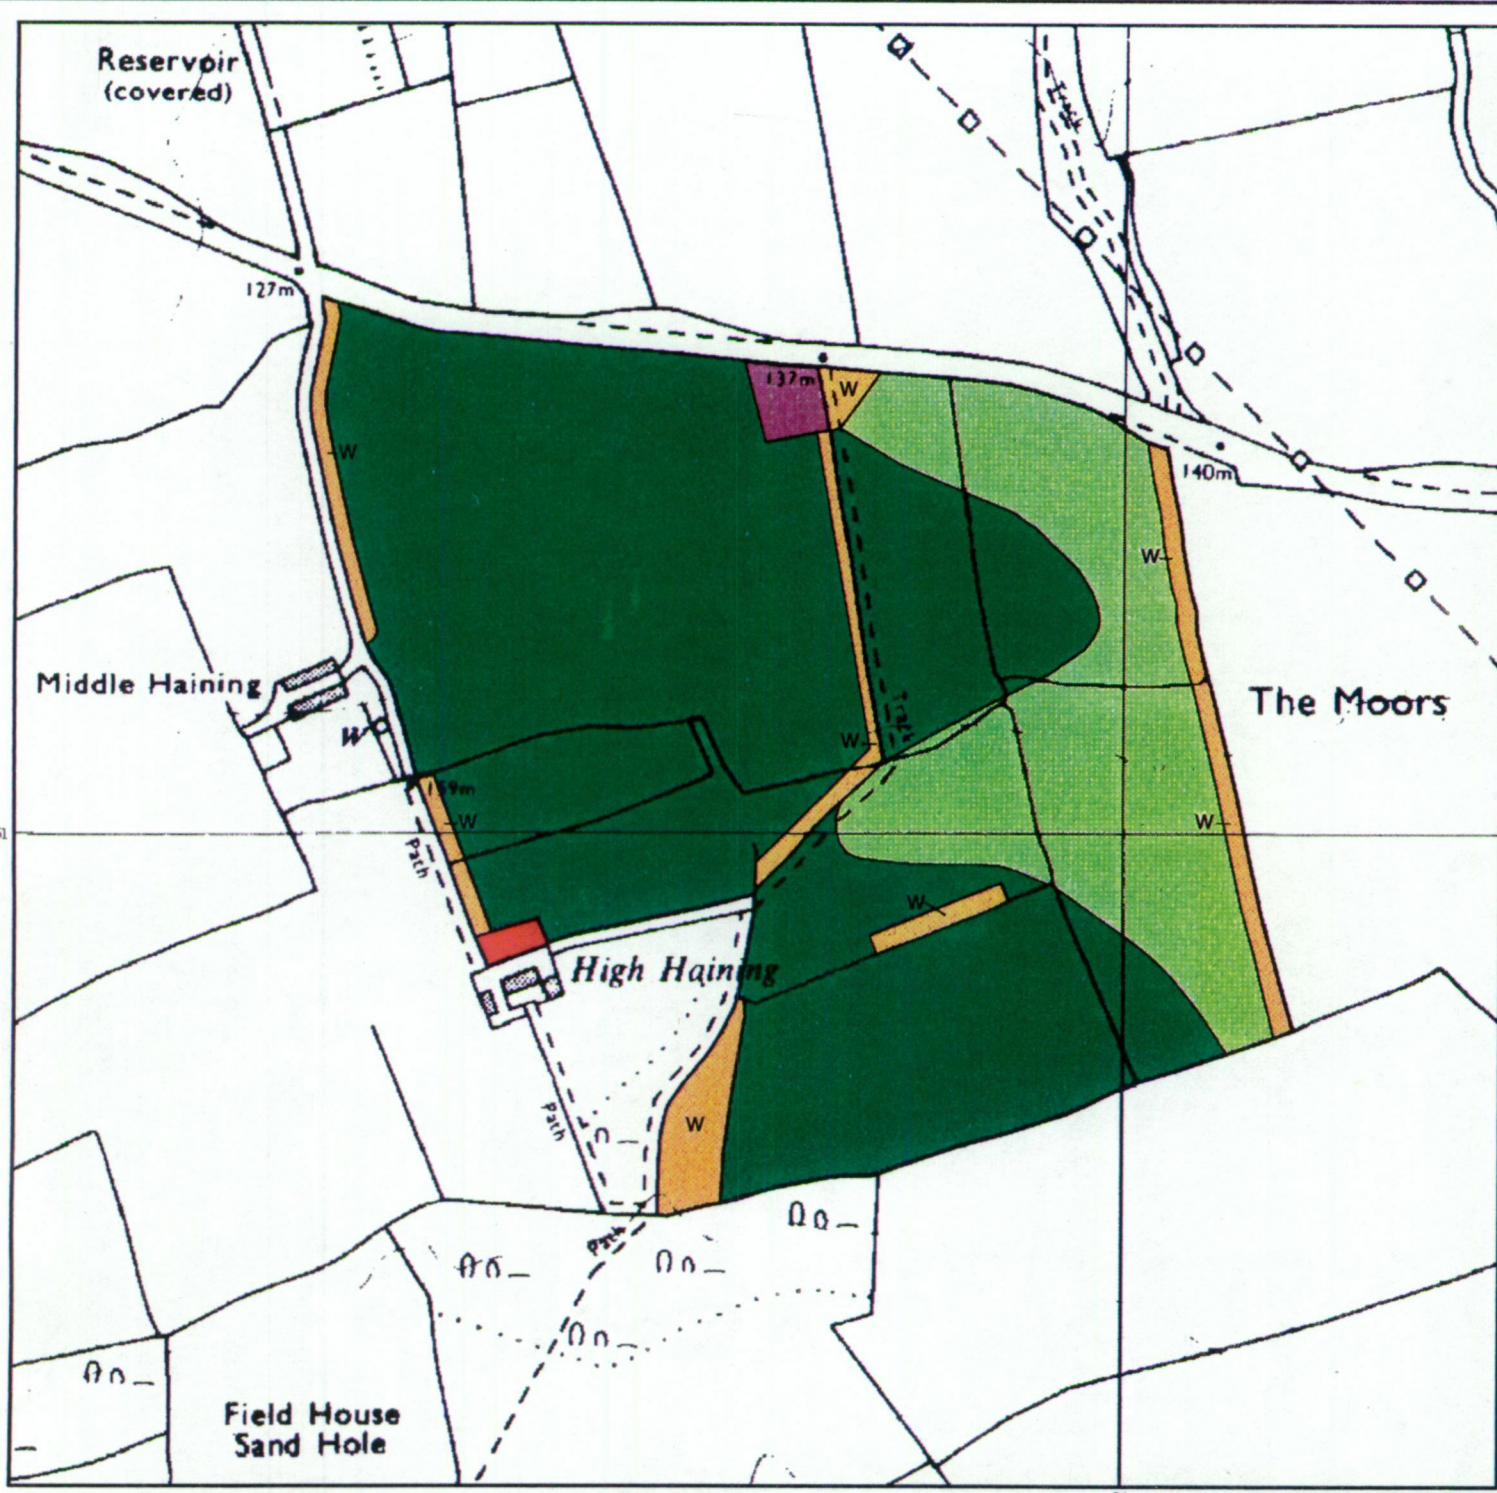 Reservoir
(covered)
Track
127m
137m
W
W
140m
W
Middle Haining
The Moors
Track
W
W
159m
W
W
Path
W
High Haining
Path
W
Path
Field House
Sand Hole